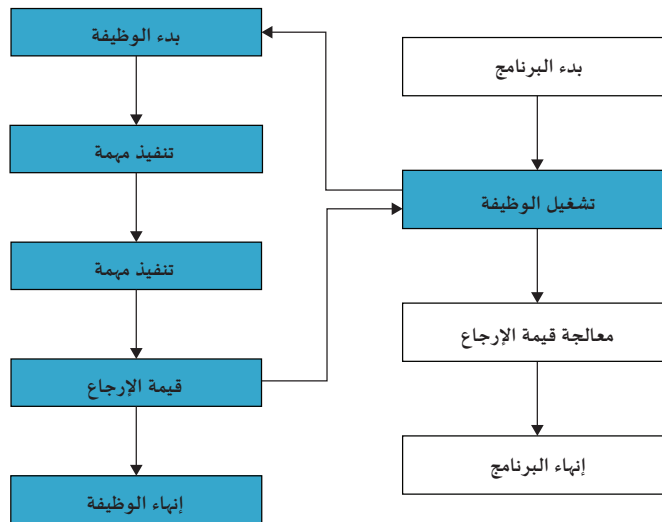 بدء البرنامج
تشغيل الوظيفة
معالجة قيمة الإرجاع
إنهاء البرنامج
بدء الوظيفة
تنفيذ مهمة
تنفيذ مهمة
قيمة الإرجاع
إنهاء الوظيفة